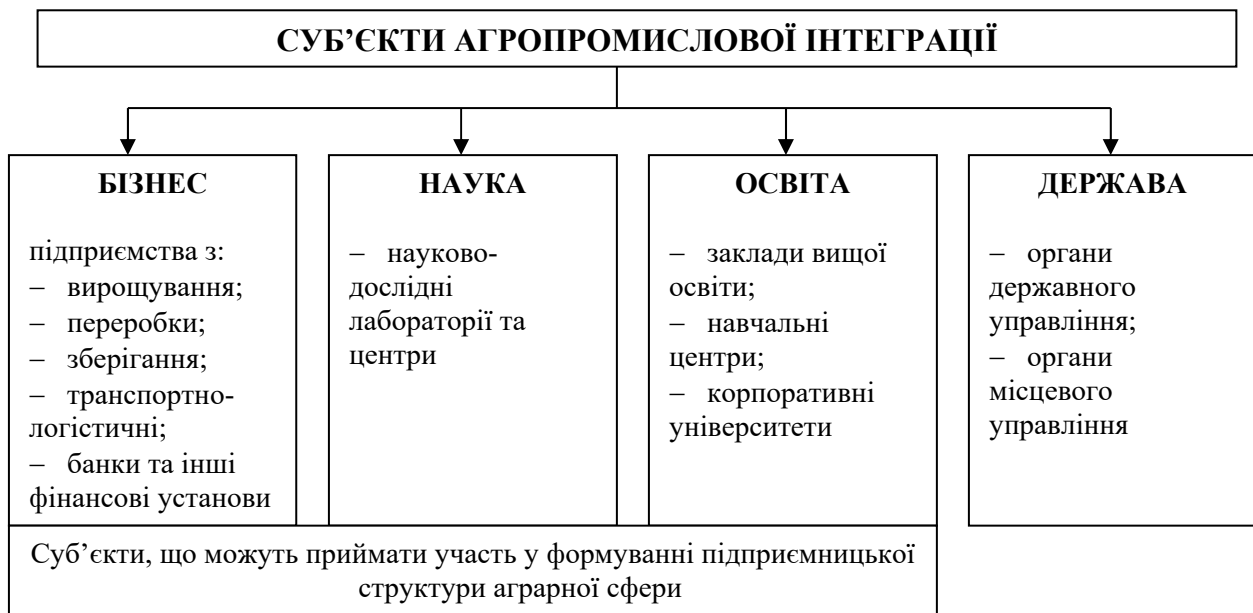 СУБ’ЄКТИ АГРОПРОМИСЛОВОЇ ІНТЕГРАЦІЇ
БІЗНЕС
підприємства з:
– вирощування;
– переробки;
– зберігання;
– транспортно-
логістичні;
– банки та інші
фінансові установи
НАУКА
– науково-
дослідні
лабораторії та
центри
ОСВІТА
– заклади вищої
освіти;
– навчальні
центри;
– корпоративні
університети
ДЕРЖАВА
– органи
державного
управління;
– органи
місцевого
управління
Суб’єкти, що можуть приймати участь у формуванні підприємницької
структури аграрної сфери